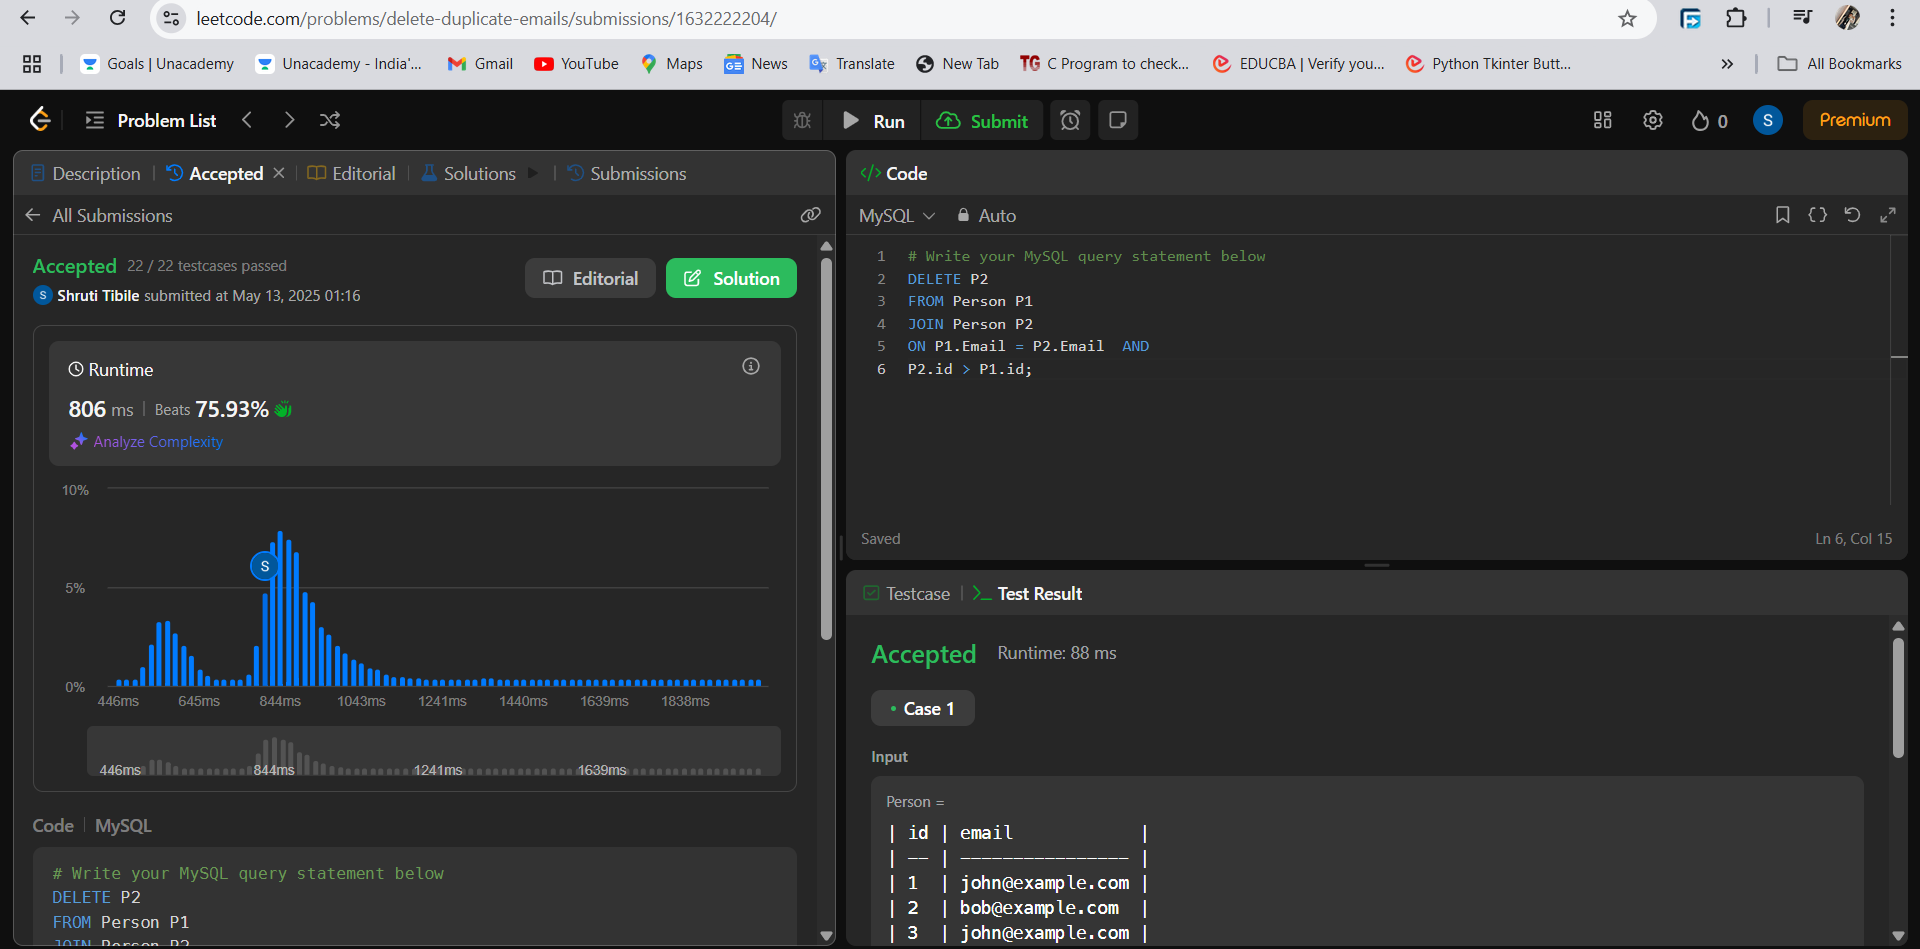 leetcode.com/problems/delete-duplicate-emails/submissions/1632222204/
Goals | Unacademy
Unacademy - India'...
Gmail
YouTube
Maps
News
Translate
New Tab
TG C Program to check...
EDUCBA | Verify you...
Python Tkinter Butt...
»
All Bookmarks
Problem List
Run
Submit
0
S
Premium
Description
Accepted
Editorial
Solutions
Submissions
All Submissions
Accepted 22 / 22 testcases passed
S Shruti Tibile submitted at May 13, 2025 01:16
Editorial
Solution
Runtime
806 ms | Beats 75.93%
Analyze Complexity
10%
5%
0%
S
446ms 645ms 844ms 1043ms 1241ms 1440ms 1639ms 1838ms
446ms 844ms 1241ms 1639ms
Code | MySQL
# Write your MySQL query statement below
DELETE P2
FROM Person P1
JOIN Person P2
</> Code
MySQL
Auto
1 # Write your MySQL query statement below
2 DELETE P2
3 FROM Person P1
4 JOIN Person P2
5 ON P1.Email = P2.Email  AND
6 P2.id > P1.id;
Saved
Ln 6, Col 15
Testcase
>_ Test Result
Accepted Runtime: 88 ms
• Case 1
Input
Person =
| id | email            |
| -- | ---------------- |
| 1  | john@example.com |
| 2  | bob@example.com  |
| 3  | john@example.com |